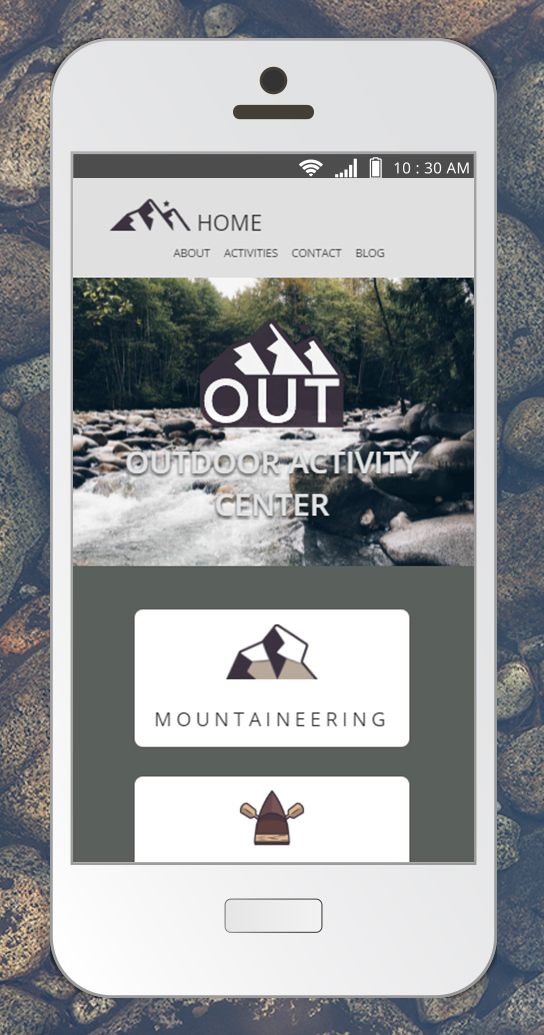 10 : 30 AM
HOME
ABOUT ACTIVITIES CONTACT BLOG
OUT
OUTDOOR ACTIVITY
CENTER
MOUNTAINEERING